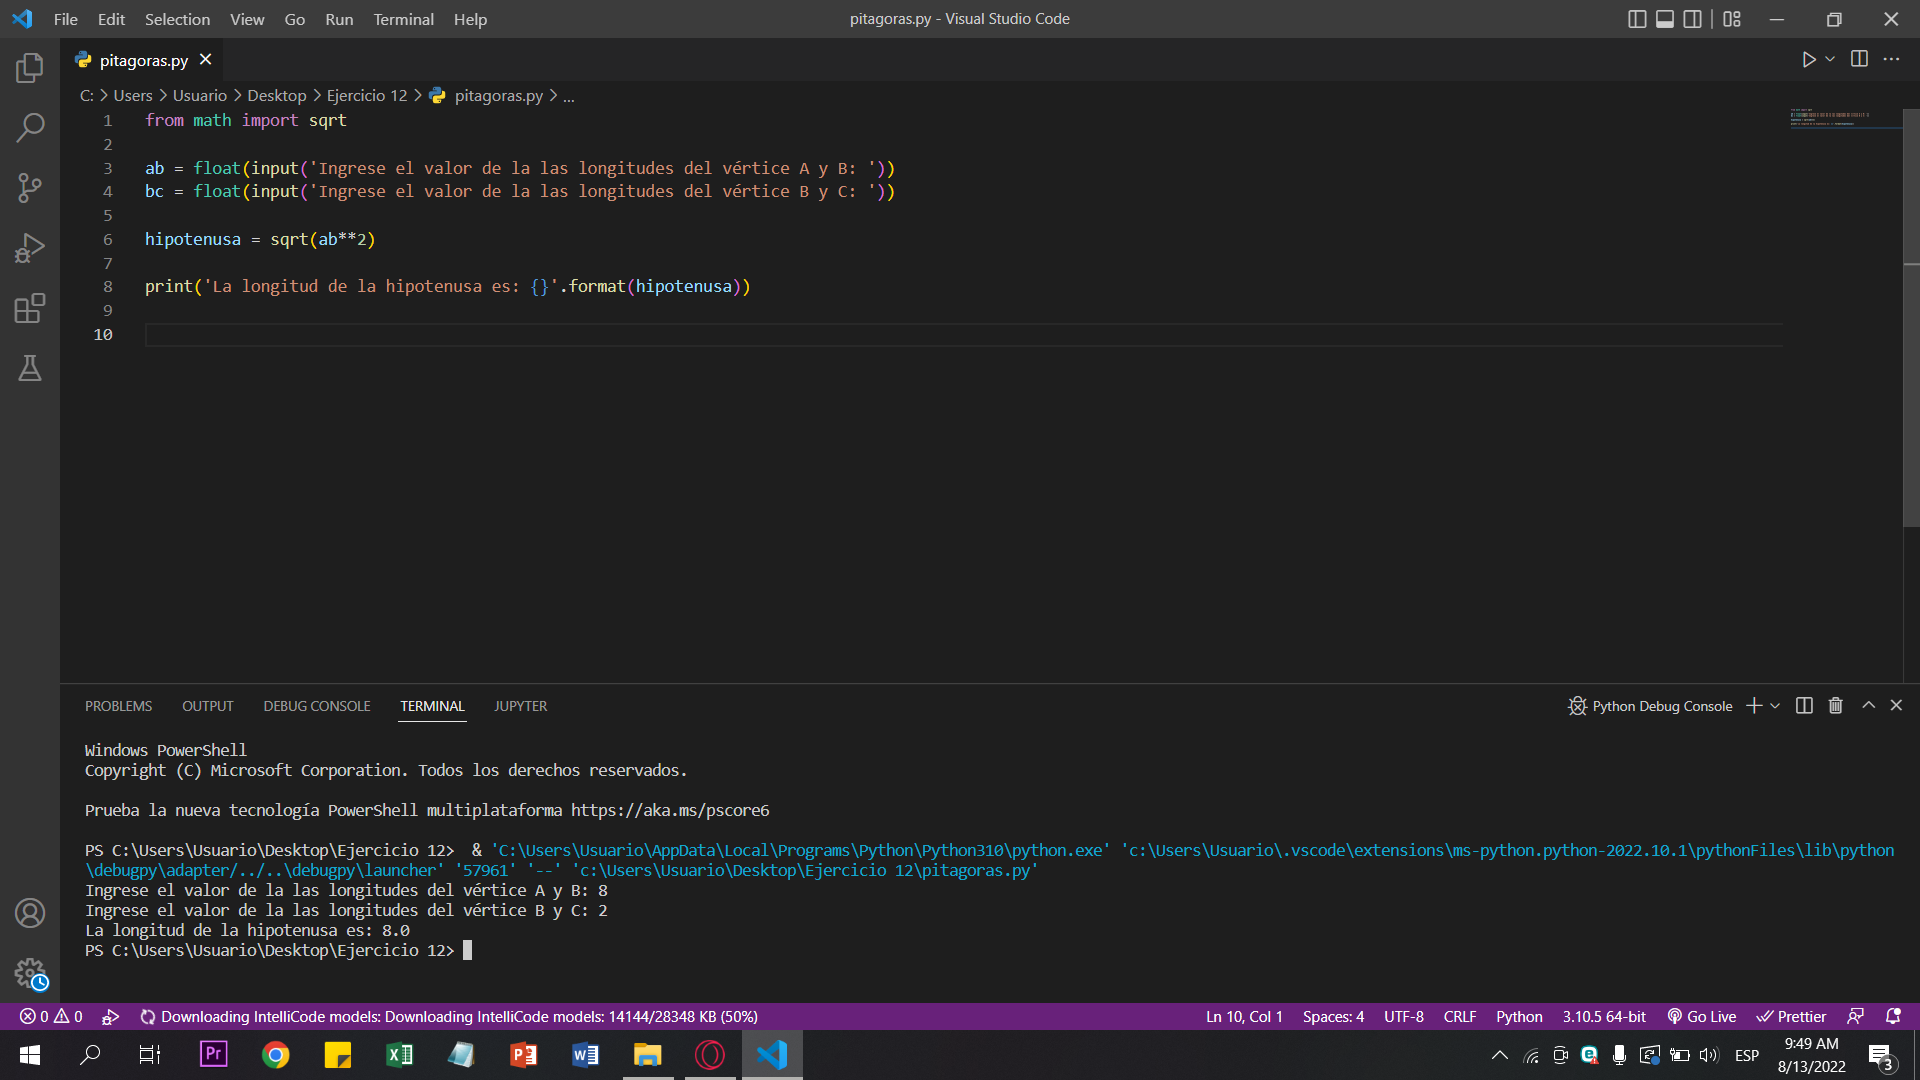 File Edit Selection View Go Run Terminal Help
pitagoras.py - Visual Studio Code
pitagoras.py
C: > Users > Usuario > Desktop > Ejercicio 12 > pitagoras.py > ...
1 from math import sqrt
2
3 ab = float(input('Ingrese el valor de la las longitudes del vértice A y B: '))
4 bc = float(input('Ingrese el valor de la las longitudes del vértice B y C: '))
5
6 hipotenusa = sqrt(ab**2)
7
8 print('La longitud de la hipotenusa es: {}'.format(hipotenusa))
9
10
PROBLEMS OUTPUT DEBUG CONSOLE TERMINAL JUPYTER
Python Debug Console
Windows PowerShell
Copyright (C) Microsoft Corporation. Todos los derechos reservados.
Prueba la nueva tecnología PowerShell multiplataforma https://aka.ms/pscore6
PS C:\Users\Usuario\Desktop\Ejercicio 12>  & 'C:\Users\Usuario\AppData\Local\Programs\Python\Python310\python.exe' 'c:\Users\Usuario\.vscode\extensions\ms-python.python-2022.10.1\pythonFiles\lib\python
\debugpy\adapter/../..\debugpy\launcher' '57961' '--' 'c:\Users\Usuario\Desktop\Ejercicio 12\pitagoras.py'
Ingrese el valor de la las longitudes del vértice A y B: 8
Ingrese el valor de la las longitudes del vértice B y C: 2
La longitud de la hipotenusa es: 8.0
PS C:\Users\Usuario\Desktop\Ejercicio 12>
0 0 Downloading IntelliCode models: Downloading IntelliCode models: 14144/28348 KB (50%)
Ln 10, Col 1 Spaces: 4 UTF-8 CRLF Python 3.10.5 64-bit Go Live Prettier
Pr
ESP
9:49 AM
8/13/2022
3